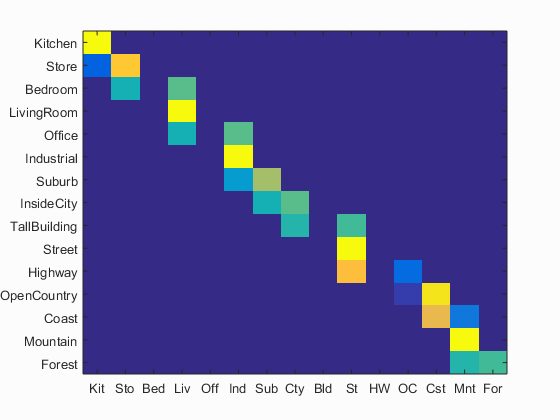 Kitchen
Store
Bedroom
LivingRoom
Office
Industrial
Suburb
InsideCity
TallBuilding
Street
Highway
OpenCountry
Coast
Mountain
Forest
Kit Sto Bed Liv Off Ind Sub Cty Bld St HW OC Cst Mnt For